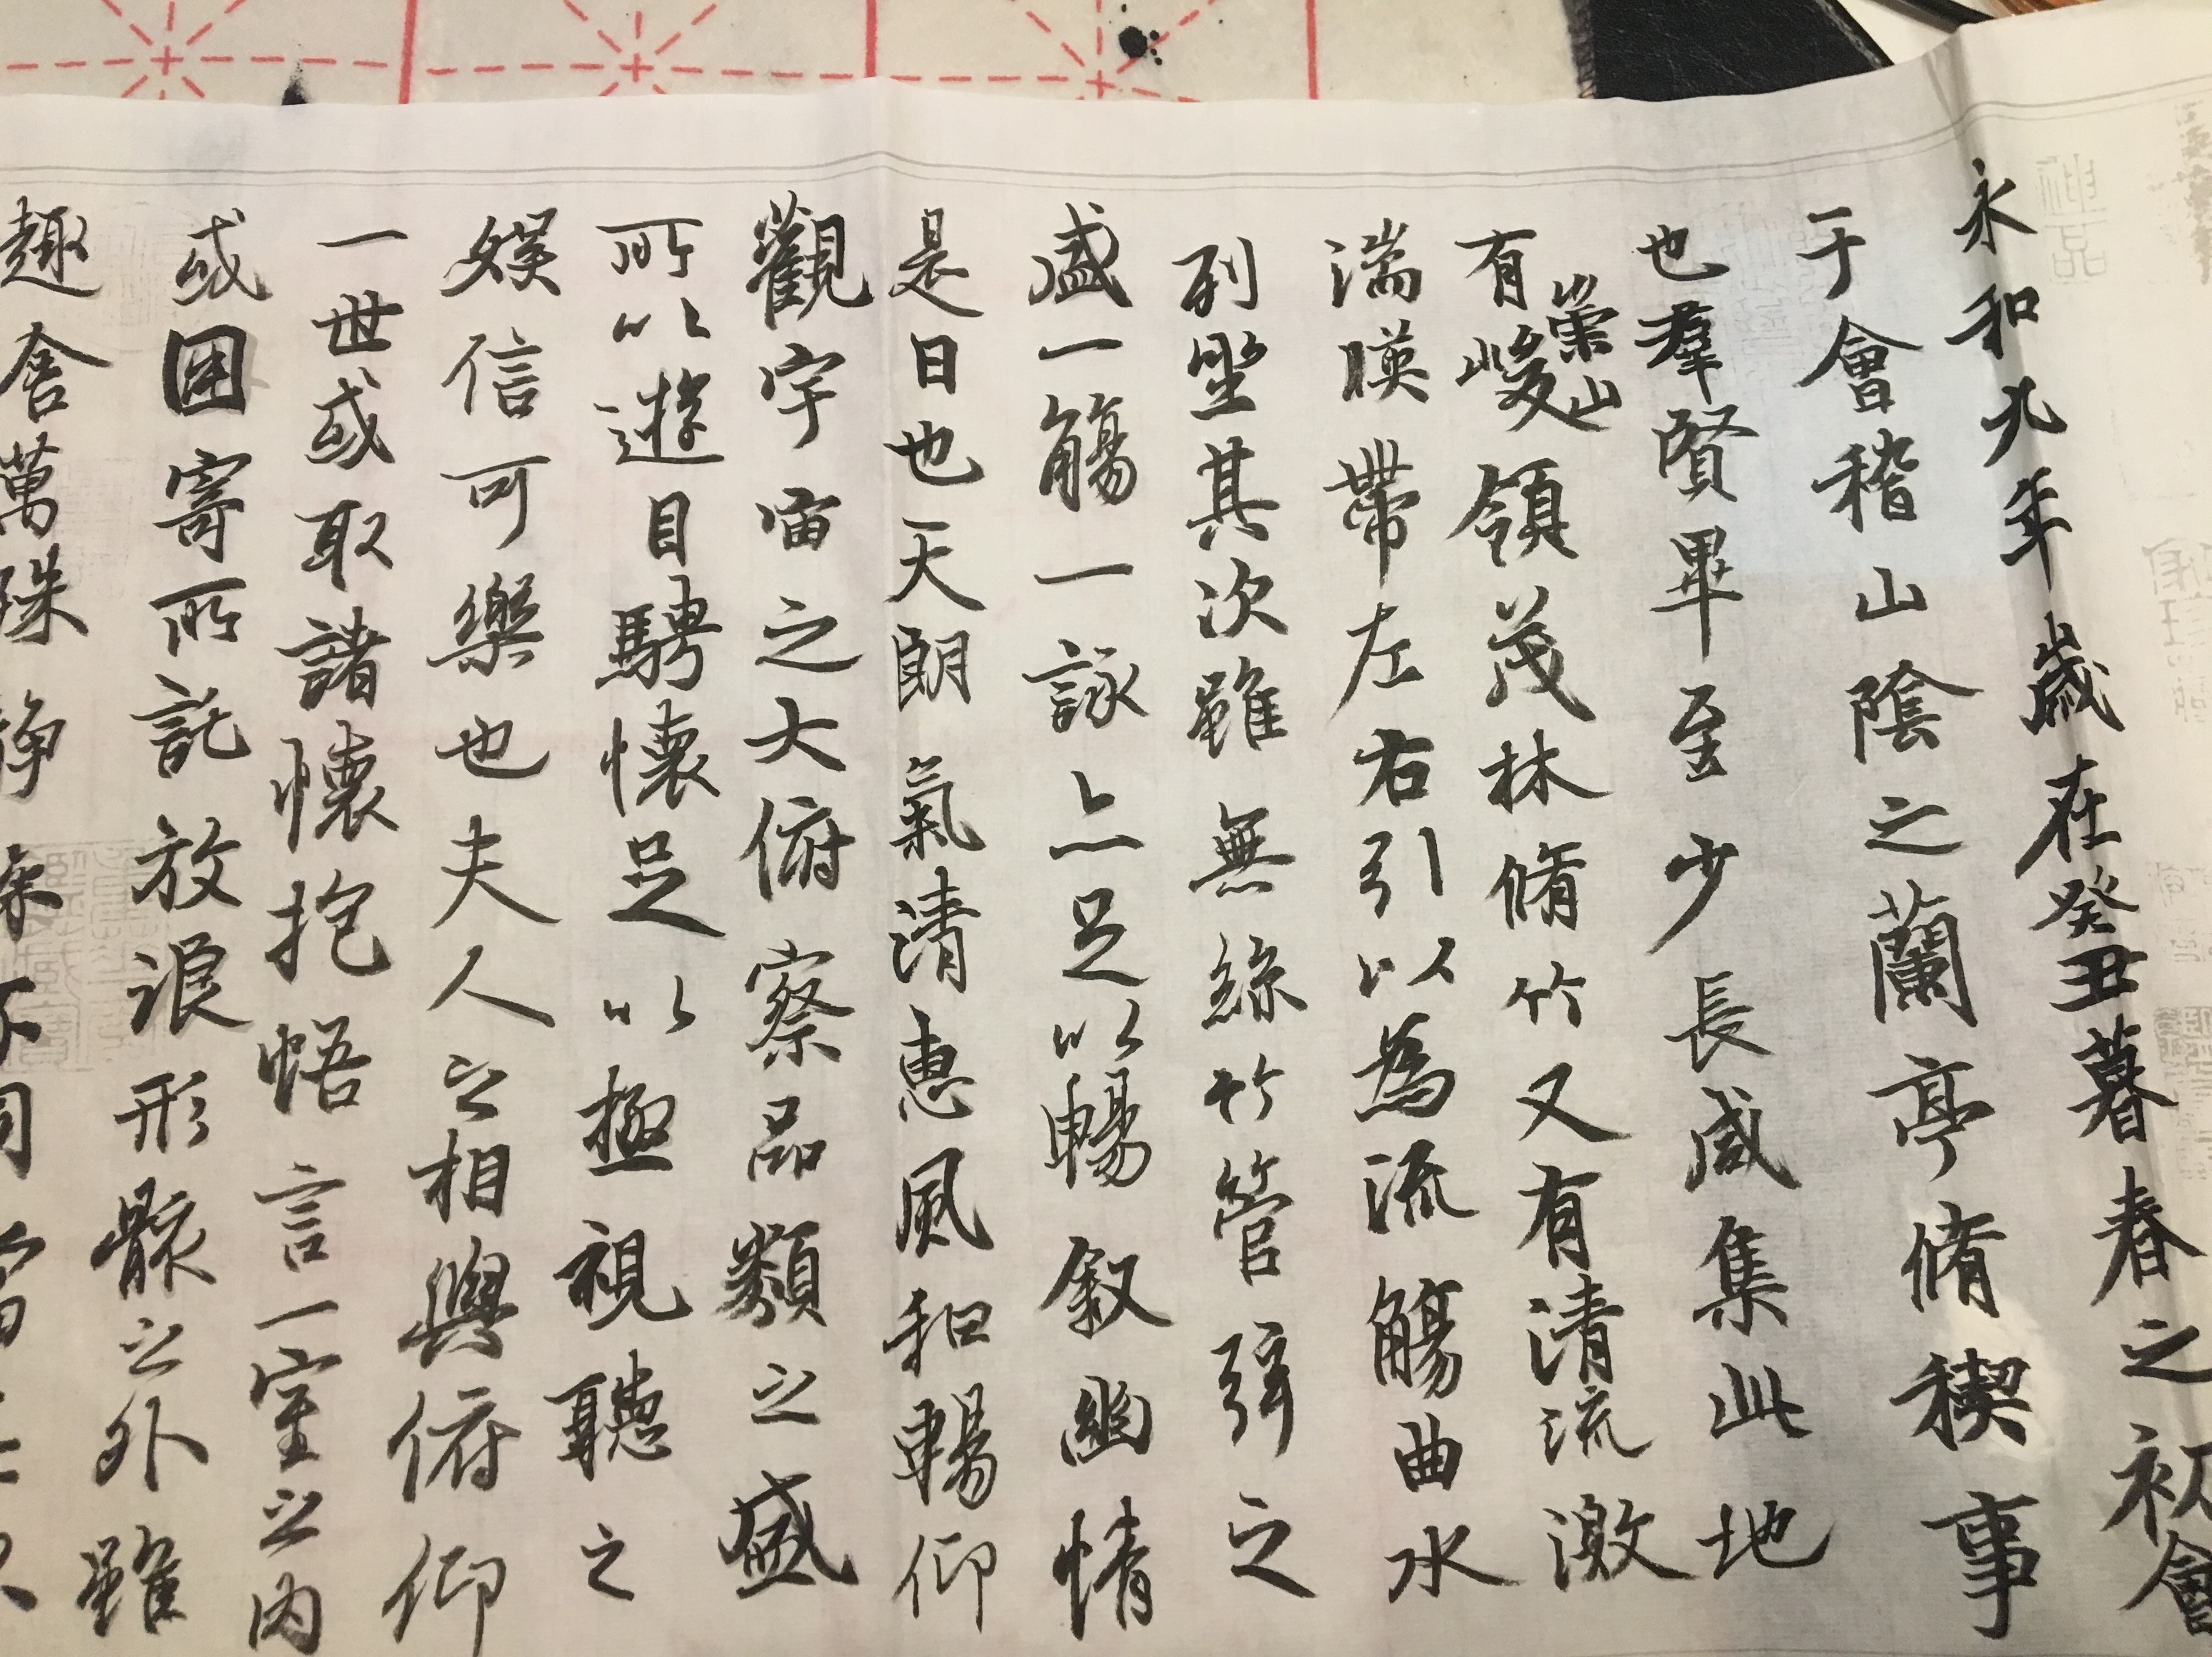 永和九年歲在癸丑暮春之初會
于會稽山陰之蘭亭脩稧事
也羣賢畢至少長咸集此地
有崇山峻領茂林脩竹又有清流激
湍暎帶左右引以為流觴曲水
列坐其次雖無絲竹管弦之
盛一觴一詠亦足以暢叙幽情
是日也天朗氣清惠風和暢仰
觀宇宙之大俯察品類之盛
所以遊目騁懷足以極視聽之
娛信可樂也夫人之相與俯仰
一世或取諸懷抱悟言一室之內
或因寄所託放浪形骸之外雖
趣舍萬殊静躁不同當